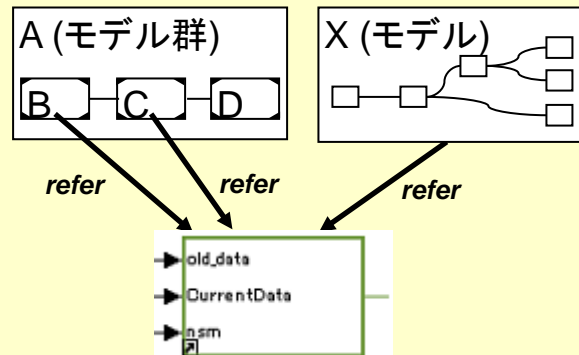 A (モデル群)
X (モデル)
B
C
D
refer
refer
refer
old_data
CurrentData
nsm